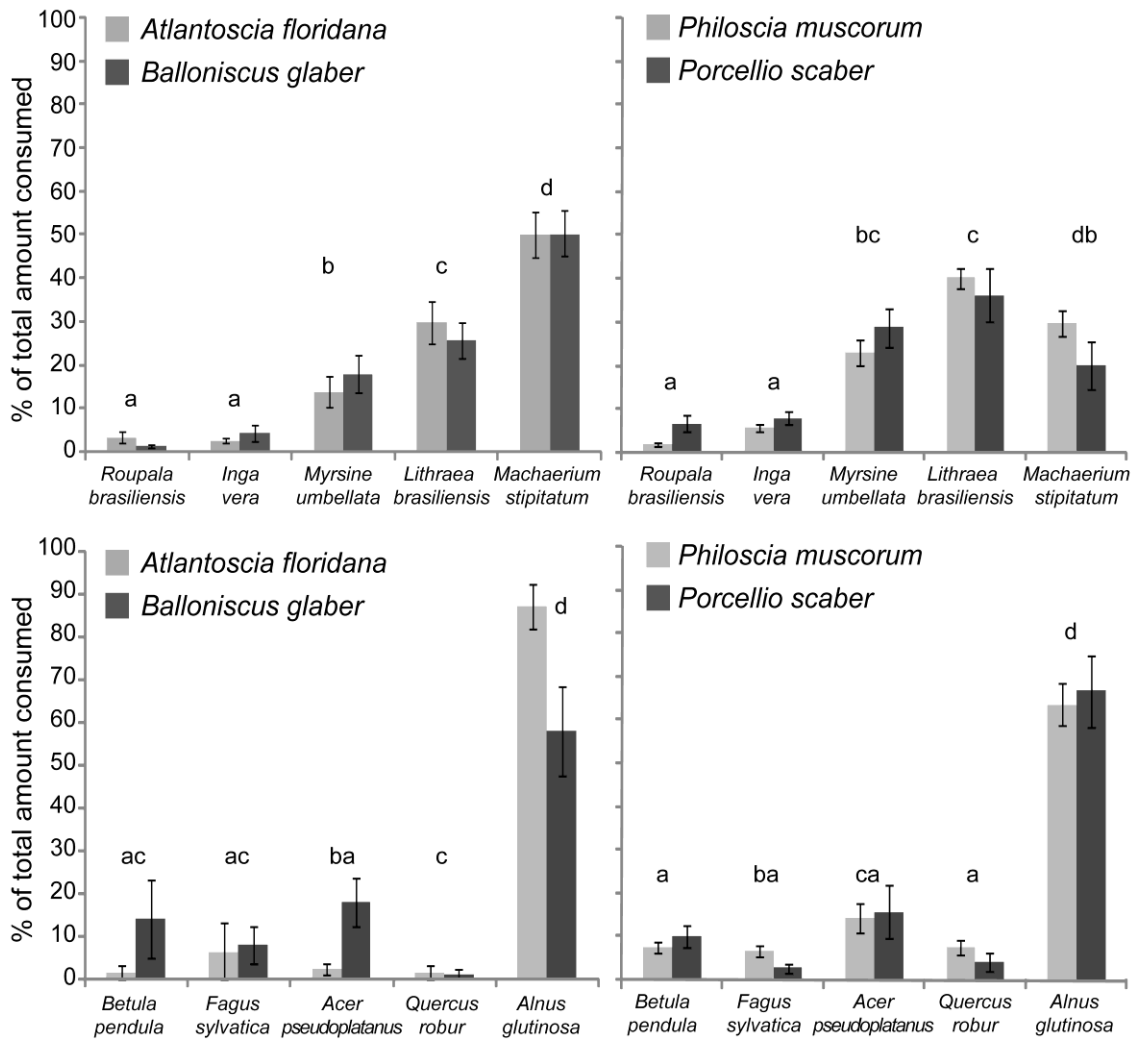 % of total amount consumed
100
90
80
70
60
50
40
30
20
10
0
Atlantoscia floridana
Balloniscus glaber
a
a
b
c
d
Roupala
brasiliensis
Inga
vera
Myrsine
umbellata
Lithraea
brasiliensis
Machaerium
stipitatum
Philoscia muscorum
Porcellio scaber
a
a
bc
c
db
Roupala
brasiliensis
Inga
vera
Myrsine
umbellata
Lithraea
brasiliensis
Machaerium
stipitatum
% of total amount consumed
100
90
80
70
60
50
40
30
20
10
0
Atlantoscia floridana
Balloniscus glaber
ac
ac
ba
c
d
Betula
pendula
Fagus
sylvatica
Acer
pseudoplatanus
Quercus
robur
Alnus
glutinosa
Philoscia muscorum
Porcellio scaber
a
ba
ca
a
d
Betula
pendula
Fagus
sylvatica
Acer
pseudoplatanus
Quercus
robur
Alnus
glutinosa